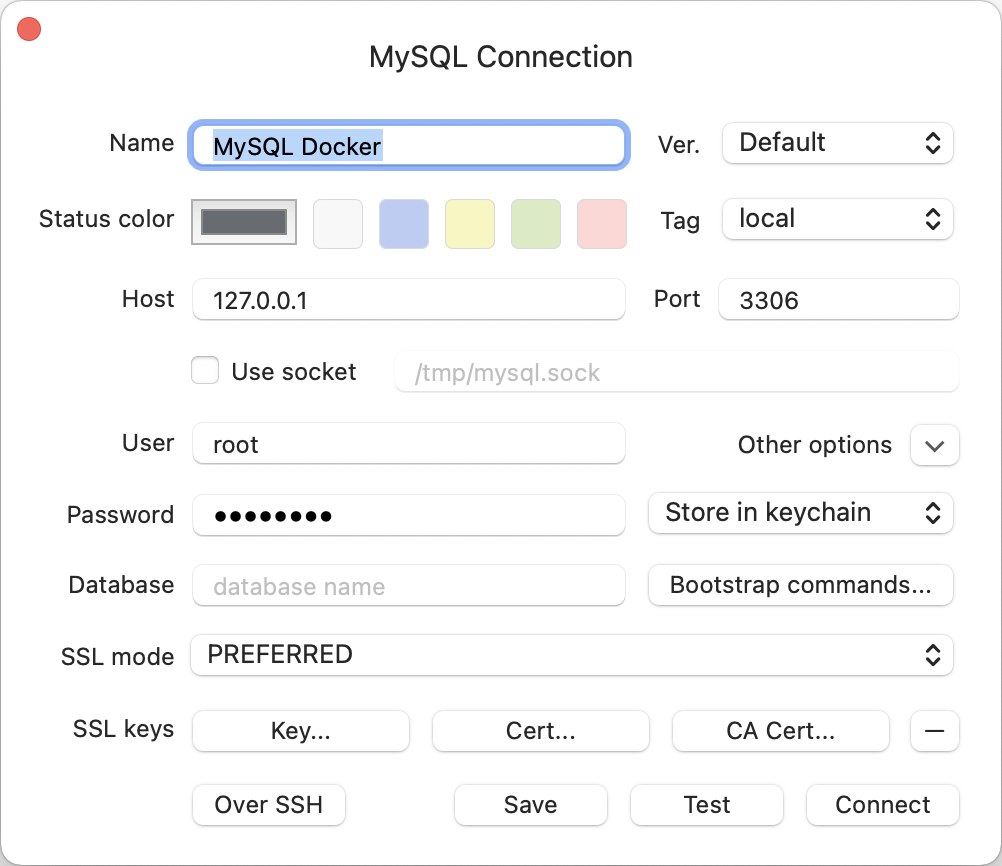 MySQL Connection
Name MySQL Docker Ver. Default
Status color Tag local
Host 127.0.0.1 Port 3306
Use socket /tmp/mysql.sock
User root Other options
Password •••••••• Store in keychain
Database database name Bootstrap commands...
SSL mode PREFERRED
SSL keys Key... Cert... CA Cert...
Over SSH Save Test Connect